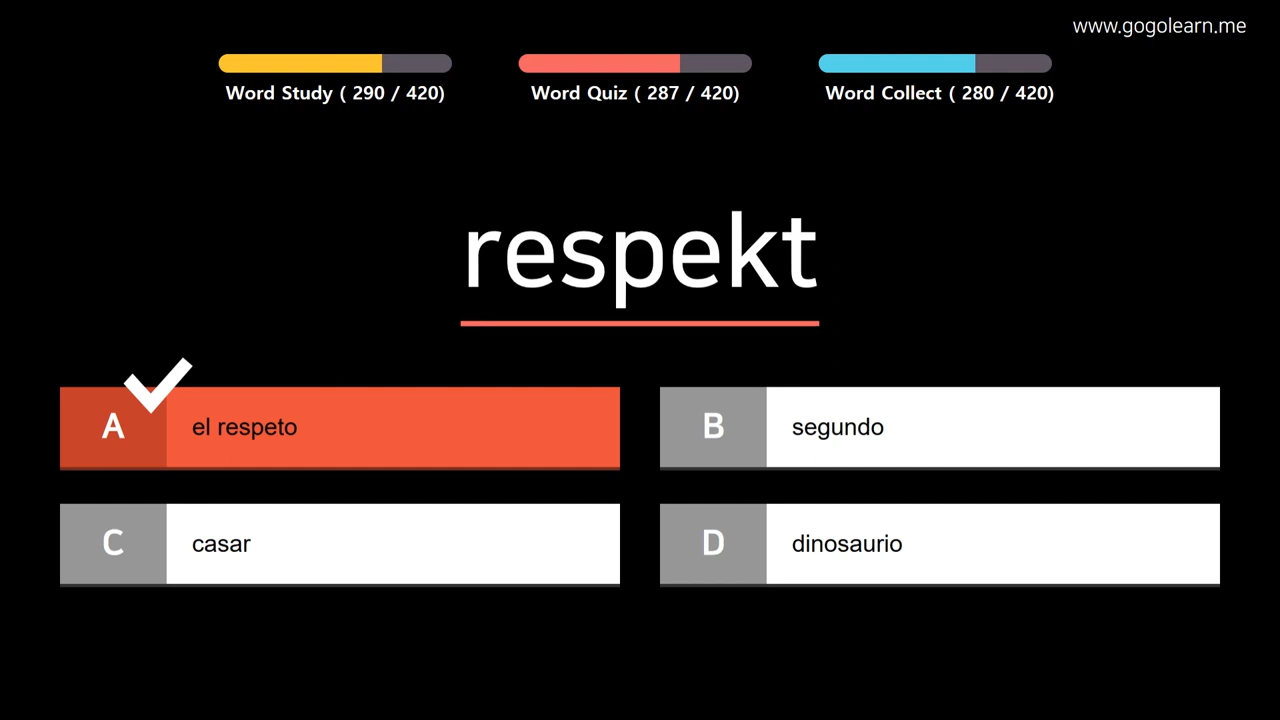 www.gogolearn.me
Word Study ( 290 / 420)
Word Quiz ( 287 / 420)
Word Collect ( 280 / 420)
respekt
A
el respeto
B
segundo
C
casar
D
dinosaurio